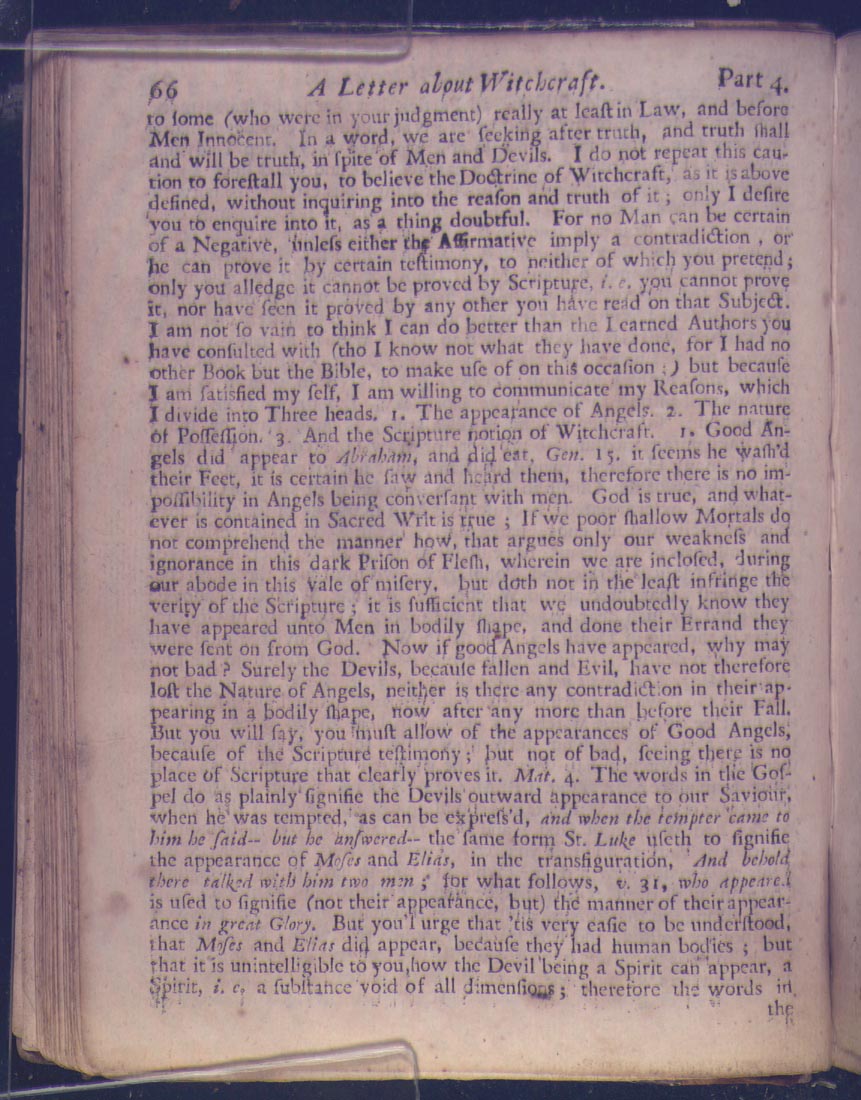 66 A Letter about Witchcraft. Part 4.
to ſome (who were in your judgment) really at leaſt in Law, and before
Men Innocent. In a word, we are ſeeking after truth, and truth ſhall
and will be truth, in ſpite of Men and Devils. I do not repeat this cau-
tion to foreſtall you, to believe the Doctrine of Witchcraft, as it is above
defined, without inquiring into the reaſon and truth of it; only I deſire
you to enquire into it, as a thing doubtful. For no Man can be certain
of a Negative, unleſs either the Affirmative imply a contradiction, or
he can prove it by certain teſtimony, to neither of which you pretend;
only you alledge it cannot be proved by Scripture, i. e. you cannot prove
it, nor have ſeen it proved by any other you have read on that Subject.
I am not ſo vain to think I can do better than the Learned Authors you
have conſulted with (tho I know not what they have done, for I had no
other Book but the Bible, to make uſe of on this occaſion;) but becauſe
I am ſatisfied my ſelf, I am willing to communicate my Reaſons, which
I divide into Three heads. 1. The appearance of Angels. 2. The nature
of Poſſeſſion. 3. And the Scripture notion of Witchcraft. 1. Good An-
gels did appear to Abraham, and did eat, Gen. 15. it ſeems he waſh'd
their Feet, it is certain he ſaw and heard them, therefore there is no im-
poſſibility in Angels being converſant with men. God is true, and what-
ever is contained in Sacred Writ is true; If we poor ſhallow Mortals do
not comprehend the manner how, that argues only our weakneſs and
ignorance in this dark Priſon of Fleſh, wherein we are incloſed, during
our abode in this vale of miſery, but doth not in the leaſt infringe the
verity of the Scripture; it is ſufficient that we undoubtedly know they
have appeared unto Men in bodily ſhape, and done their Errand they
were ſent on from God. Now if good Angels have appeared, why may
not bad? Surely the Devils, becauſe fallen and Evil, have not therefore
loſt the Nature of Angels, neither is there any contradiction in their ap-
pearing in a bodily ſhape, now after any more than before their Fall.
But you will ſay, you muſt allow of the appearances of Good Angels,
becauſe of the Scripture teſtimony; but not of bad, ſeeing there is no
place of Scripture that clearly proves it. Mat. 4. The words in the Goſ-
pel do as plainly ſignifie the Devils outward appearance to our Saviour,
when he was tempted, as can be expreſs'd, and when the tempter came to
him he ſaid-- but he anſwered-- the ſame form St. Luke uſeth to ſignifie
the appearance of Moſes and Elias, in the transfiguration, And behold
there talked with him two men; for what follows, v. 31, who appeared
is uſed to ſignifie (not their appearance, but) the manner of their appear-
ance in great Glory. But you'l urge that 'tis very eaſie to be underſtood,
that Moſes and Elias did appear, becauſe they had human bodies; but
that it is unintelligible to you, how the Devil being a Spirit can appear, a
Spirit, i. e. a ſubſtance void of all dimenſions; therefore the words in
the